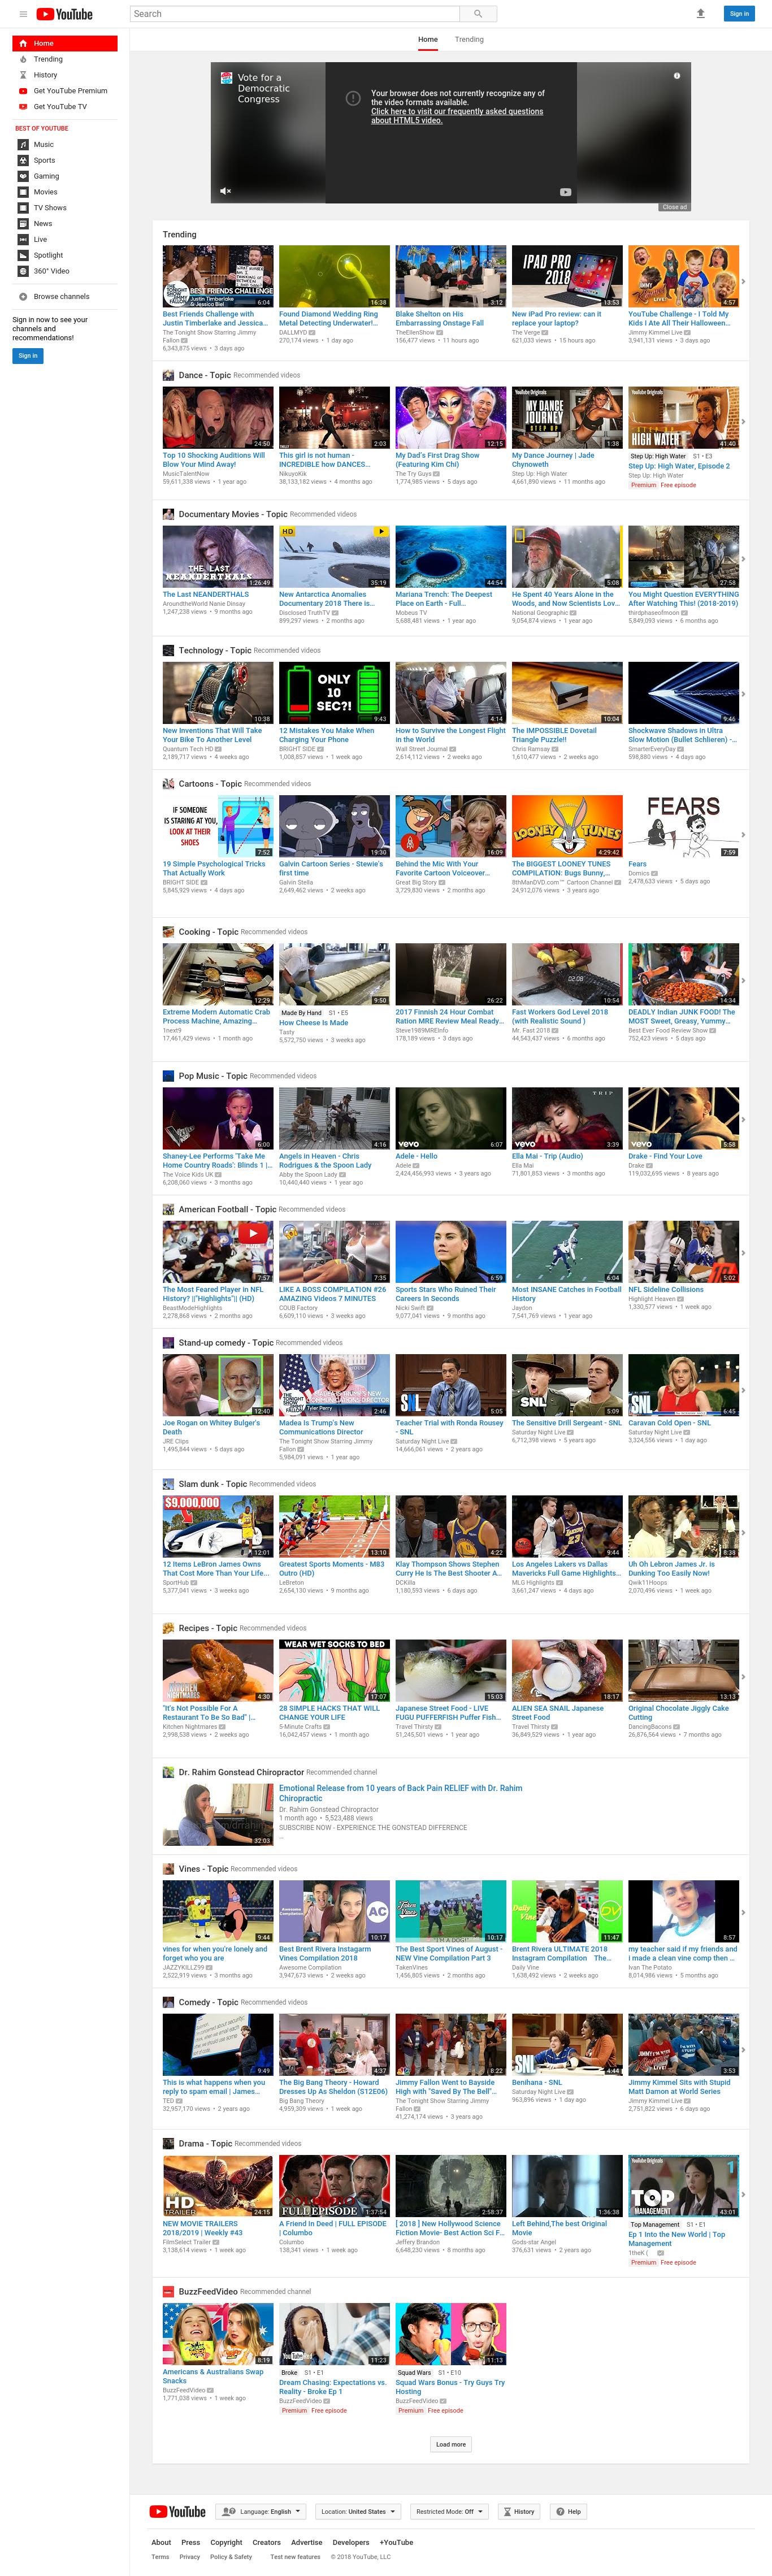 YouTube
Search
Sign in
Home
Trending
History
Get YouTube Premium
Get YouTube TV
BEST OF YOUTUBE
Music
Sports
Gaming
Movies
TV Shows
News
Live
Spotlight
360° Video
Browse channels
Sign in now to see your
channels and
recommendations!
Sign in
Home Trending
Vote for a
Democratic
Congress
Your browser does not currently recognize any of
the video formats available.
Click here to visit our frequently asked questions
about HTML5 video.
Close ad
Trending
Best Friends Challenge with
Justin Timberlake and Jessica...
The Tonight Show Starring Jimmy
Fallon
6,343,875 views • 3 days ago
Found Diamond Wedding Ring
Metal Detecting Underwater!...
DALLMYD
270,174 views • 1 day ago
Blake Shelton on His
Embarrassing Onstage Fall
TheEllenShow
156,477 views • 11 hours ago
New iPad Pro review: can it
replace your laptop?
The Verge
621,033 views • 15 hours ago
YouTube Challenge - I Told My
Kids I Ate All Their Halloween...
Jimmy Kimmel Live
3,941,131 views • 3 days ago
Dance - Topic Recommended videos
Top 10 Shocking Auditions Will
Blow Your Mind Away!
MusicTalentNow
59,611,338 views • 1 year ago
This girl is not human -
INCREDIBLE how DANCES...
NikuyoKik
38,133,182 views • 4 months ago
My Dad's First Drag Show
(Featuring Kim Chi)
The Try Guys
1,774,985 views • 5 days ago
My Dance Journey | Jade
Chynoweth
Step Up: High Water
4,661,890 views • 11 months ago
Step Up: High Water S1 • E3
Step Up: High Water, Episode 2
Step Up: High Water
Premium Free episode
Documentary Movies - Topic Recommended videos
The Last NEANDERTHALS
AroundtheWorld Nanie Dinsay
1,247,238 views • 9 months ago
New Antarctica Anomalies
Documentary 2018 There is...
Disclosed TruthTV
899,297 views • 2 months ago
Mariana Trench: The Deepest
Place on Earth - Full...
Mobeus TV
5,688,481 views • 1 year ago
He Spent 40 Years Alone in the
Woods, and Now Scientists Lov...
National Geographic
9,054,874 views • 1 year ago
You Might Question EVERYTHING
After Watching This! (2018-2019)
thirdphaseofmoon
5,849,093 views • 6 months ago
Technology - Topic Recommended videos
New Inventions That Will Take
Your Bike To Another Level
Quantum Tech HD
2,189,717 views • 4 weeks ago
12 Mistakes You Make When
Charging Your Phone
BRIGHT SIDE
1,008,857 views • 1 week ago
How to Survive the Longest Flight
in the World
Wall Street Journal
2,614,112 views • 2 weeks ago
The IMPOSSIBLE Dovetail
Triangle Puzzle!!
Chris Ramsay
1,610,477 views • 2 weeks ago
Shockwave Shadows in Ultra
Slow Motion (Bullet Schlieren) -...
SmarterEveryDay
598,880 views • 4 days ago
Cartoons - Topic Recommended videos
19 Simple Psychological Tricks
That Actually Work
BRIGHT SIDE
5,845,929 views • 4 days ago
Galvin Cartoon Series - Stewie's
first time
Galvin Stella
2,649,462 views • 2 weeks ago
Behind the Mic With Your
Favorite Cartoon Voiceover...
Great Big Story
3,729,830 views • 2 months ago
The BIGGEST LOONEY TUNES
COMPILATION: Bugs Bunny,...
8thManDVD.com™ Cartoon Channel
24,912,076 views • 3 years ago
Fears
Domics
2,478,633 views • 5 days ago
Cooking - Topic Recommended videos
Extreme Modern Automatic Crab
Process Machine, Amazing...
1next9
17,461,429 views • 1 month ago
Made By Hand S1 • E5
How Cheese Is Made
Tasty
5,572,750 views • 3 weeks ago
2017 Finnish 24 Hour Combat
Ration MRE Review Meal Ready...
Steve1989MREInfo
178,189 views • 3 days ago
Fast Workers God Level 2018
(with Realistic Sound )
Mr. Fast 2018
44,543,437 views • 6 months ago
DEADLY Indian JUNK FOOD! The
MOST Sweet, Greasy, Yummy...
Best Ever Food Review Show
752,423 views • 5 days ago
Pop Music - Topic Recommended videos
Shaney-Lee Performs 'Take Me
Home Country Roads': Blinds 1 |...
The Voice Kids UK
6,208,060 views • 3 months ago
Angels in Heaven - Chris
Rodrigues & the Spoon Lady
Abby the Spoon Lady
10,440,440 views • 1 year ago
Adele - Hello
Adele
2,424,456,993 views • 3 years ago
Ella Mai - Trip (Audio)
Ella Mai
71,801,853 views • 3 months ago
Drake - Find Your Love
Drake
119,032,695 views • 8 years ago
American Football - Topic Recommended videos
The Most Feared Player in NFL
History? ||"Highlights"|| (HD)
BeastModeHighlights
2,278,868 views • 2 months ago
LIKE A BOSS COMPILATION #26
AMAZING Videos 7 MINUTES
COUB Factory
6,609,110 views • 3 weeks ago
Sports Stars Who Ruined Their
Careers In Seconds
Nicki Swift
9,077,041 views • 9 months ago
Most INSANE Catches in Football
History
Jaydon
7,541,769 views • 1 year ago
NFL Sideline Collisions
Highlight Heaven
1,330,577 views • 1 week ago
Stand-up comedy - Topic Recommended videos
Joe Rogan on Whitey Bulger's
Death
JRE Clips
1,495,844 views • 5 days ago
Madea Is Trump's New
Communications Director
The Tonight Show Starring Jimmy
Fallon
5,984,091 views • 1 year ago
Teacher Trial with Ronda Rousey
- SNL
Saturday Night Live
14,666,061 views • 2 years ago
The Sensitive Drill Sergeant - SNL
Saturday Night Live
6,712,398 views • 5 years ago
Caravan Cold Open - SNL
Saturday Night Live
3,324,556 views • 1 day ago
Slam dunk - Topic Recommended videos
12 Items LeBron James Owns
That Cost More Than Your Life...
SportHub
5,377,041 views • 3 weeks ago
Greatest Sports Moments - M83
Outro (HD)
LeBreton
2,654,130 views • 9 months ago
Klay Thompson Shows Stephen
Curry He Is The Best Shooter A...
DCKilla
1,180,393 views • 6 days ago
Los Angeles Lakers vs Dallas
Mavericks Full Game Highlights...
MLG Highlights
3,661,247 views • 4 days ago
Uh Oh Lebron James Jr. is
Dunking Too Easily Now!
Qwik11Hoops
2,070,496 views • 1 week ago
Recipes - Topic Recommended videos
"It's Not Possible For A
Restaurant To Be So Bad" |...
Kitchen Nightmares
2,998,538 views • 2 weeks ago
28 SIMPLE HACKS THAT WILL
CHANGE YOUR LIFE
5-Minute Crafts
16,042,457 views • 1 month ago
Japanese Street Food - LIVE
FUGU PUFFERFISH Puffer Fish...
Travel Thirsty
51,245,501 views • 1 year ago
ALIEN SEA SNAIL Japanese
Street Food
Travel Thirsty
36,849,529 views • 1 year ago
Original Chocolate Jiggly Cake
Cutting
DancingBacons
26,876,564 views • 7 months ago
Dr. Rahim Gonstead Chiropractor Recommended channel
Emotional Release from 10 years of Back Pain RELIEF with Dr. Rahim
Chiropractic
Dr. Rahim Gonstead Chiropractor
1 month ago • 5,523,488 views
SUBSCRIBE NOW - EXPERIENCE THE GONSTEAD DIFFERENCE
...
Vines - Topic Recommended videos
vines for when you're lonely and
forget who you are
JAZZYKILLZ99
2,522,919 views • 3 months ago
Best Brent Rivera Instagarm
Vines Compilation 2018
Awesome Compilation
3,947,673 views • 2 weeks ago
The Best Sport Vines of August -
NEW Vine Compilation Part 3
TakenVines
1,456,805 views • 2 months ago
Brent Rivera ULTIMATE 2018
Instagram Compilation The...
Daily Vine
1,638,492 views • 2 weeks ago
my teacher said if my friends and
i made a clean vine comp then ...
Ivan The Potato
8,014,986 views • 5 months ago
Comedy - Topic Recommended videos
This is what happens when you
reply to spam email | James...
TED
32,957,170 views • 2 years ago
The Big Bang Theory - Howard
Dresses Up As Sheldon (S12E06)
Big Bang Theory
4,959,309 views • 1 week ago
Jimmy Fallon Went to Bayside
High with "Saved By The Bell"...
The Tonight Show Starring Jimmy
Fallon
41,274,174 views • 3 years ago
Benihana - SNL
Saturday Night Live
963,896 views • 1 day ago
Jimmy Kimmel Sits with Stupid
Matt Damon at World Series
Jimmy Kimmel Live
2,751,822 views • 6 days ago
Drama - Topic Recommended videos
NEW MOVIE TRAILERS
2018/2019 | Weekly #43
FilmSelect Trailer
3,138,614 views • 1 week ago
A Friend In Deed | FULL EPISODE
| Columbo
Columbo
138,341 views • 1 week ago
[ 2018 ] New Hollywood Science
Fiction Movie- Best Action Sci F...
Jeffery Brandon
6,648,230 views • 8 months ago
Left Behind,The best Original
Movie
Gods-star Angel
376,631 views • 2 years ago
Top Management S1 • E1
Ep 1 Into the New World | Top
Management
1theK (
Premium Free episode
BuzzFeedVideo Recommended channel
Americans & Australians Swap
Snacks
BuzzFeedVideo
1,771,038 views • 1 week ago
Broke S1 • E1
Dream Chasing: Expectations vs.
Reality - Broke Ep 1
BuzzFeedVideo
Premium Free episode
Squad Wars S1 • E10
Squad Wars Bonus - Try Guys Try
Hosting
BuzzFeedVideo
Premium Free episode
Load more
YouTube
Language: English
Location: United States
Restricted Mode: Off
History
Help
About Press Copyright Creators Advertise Developers +YouTube
Terms Privacy Policy & Safety Test new features © 2018 YouTube, LLC